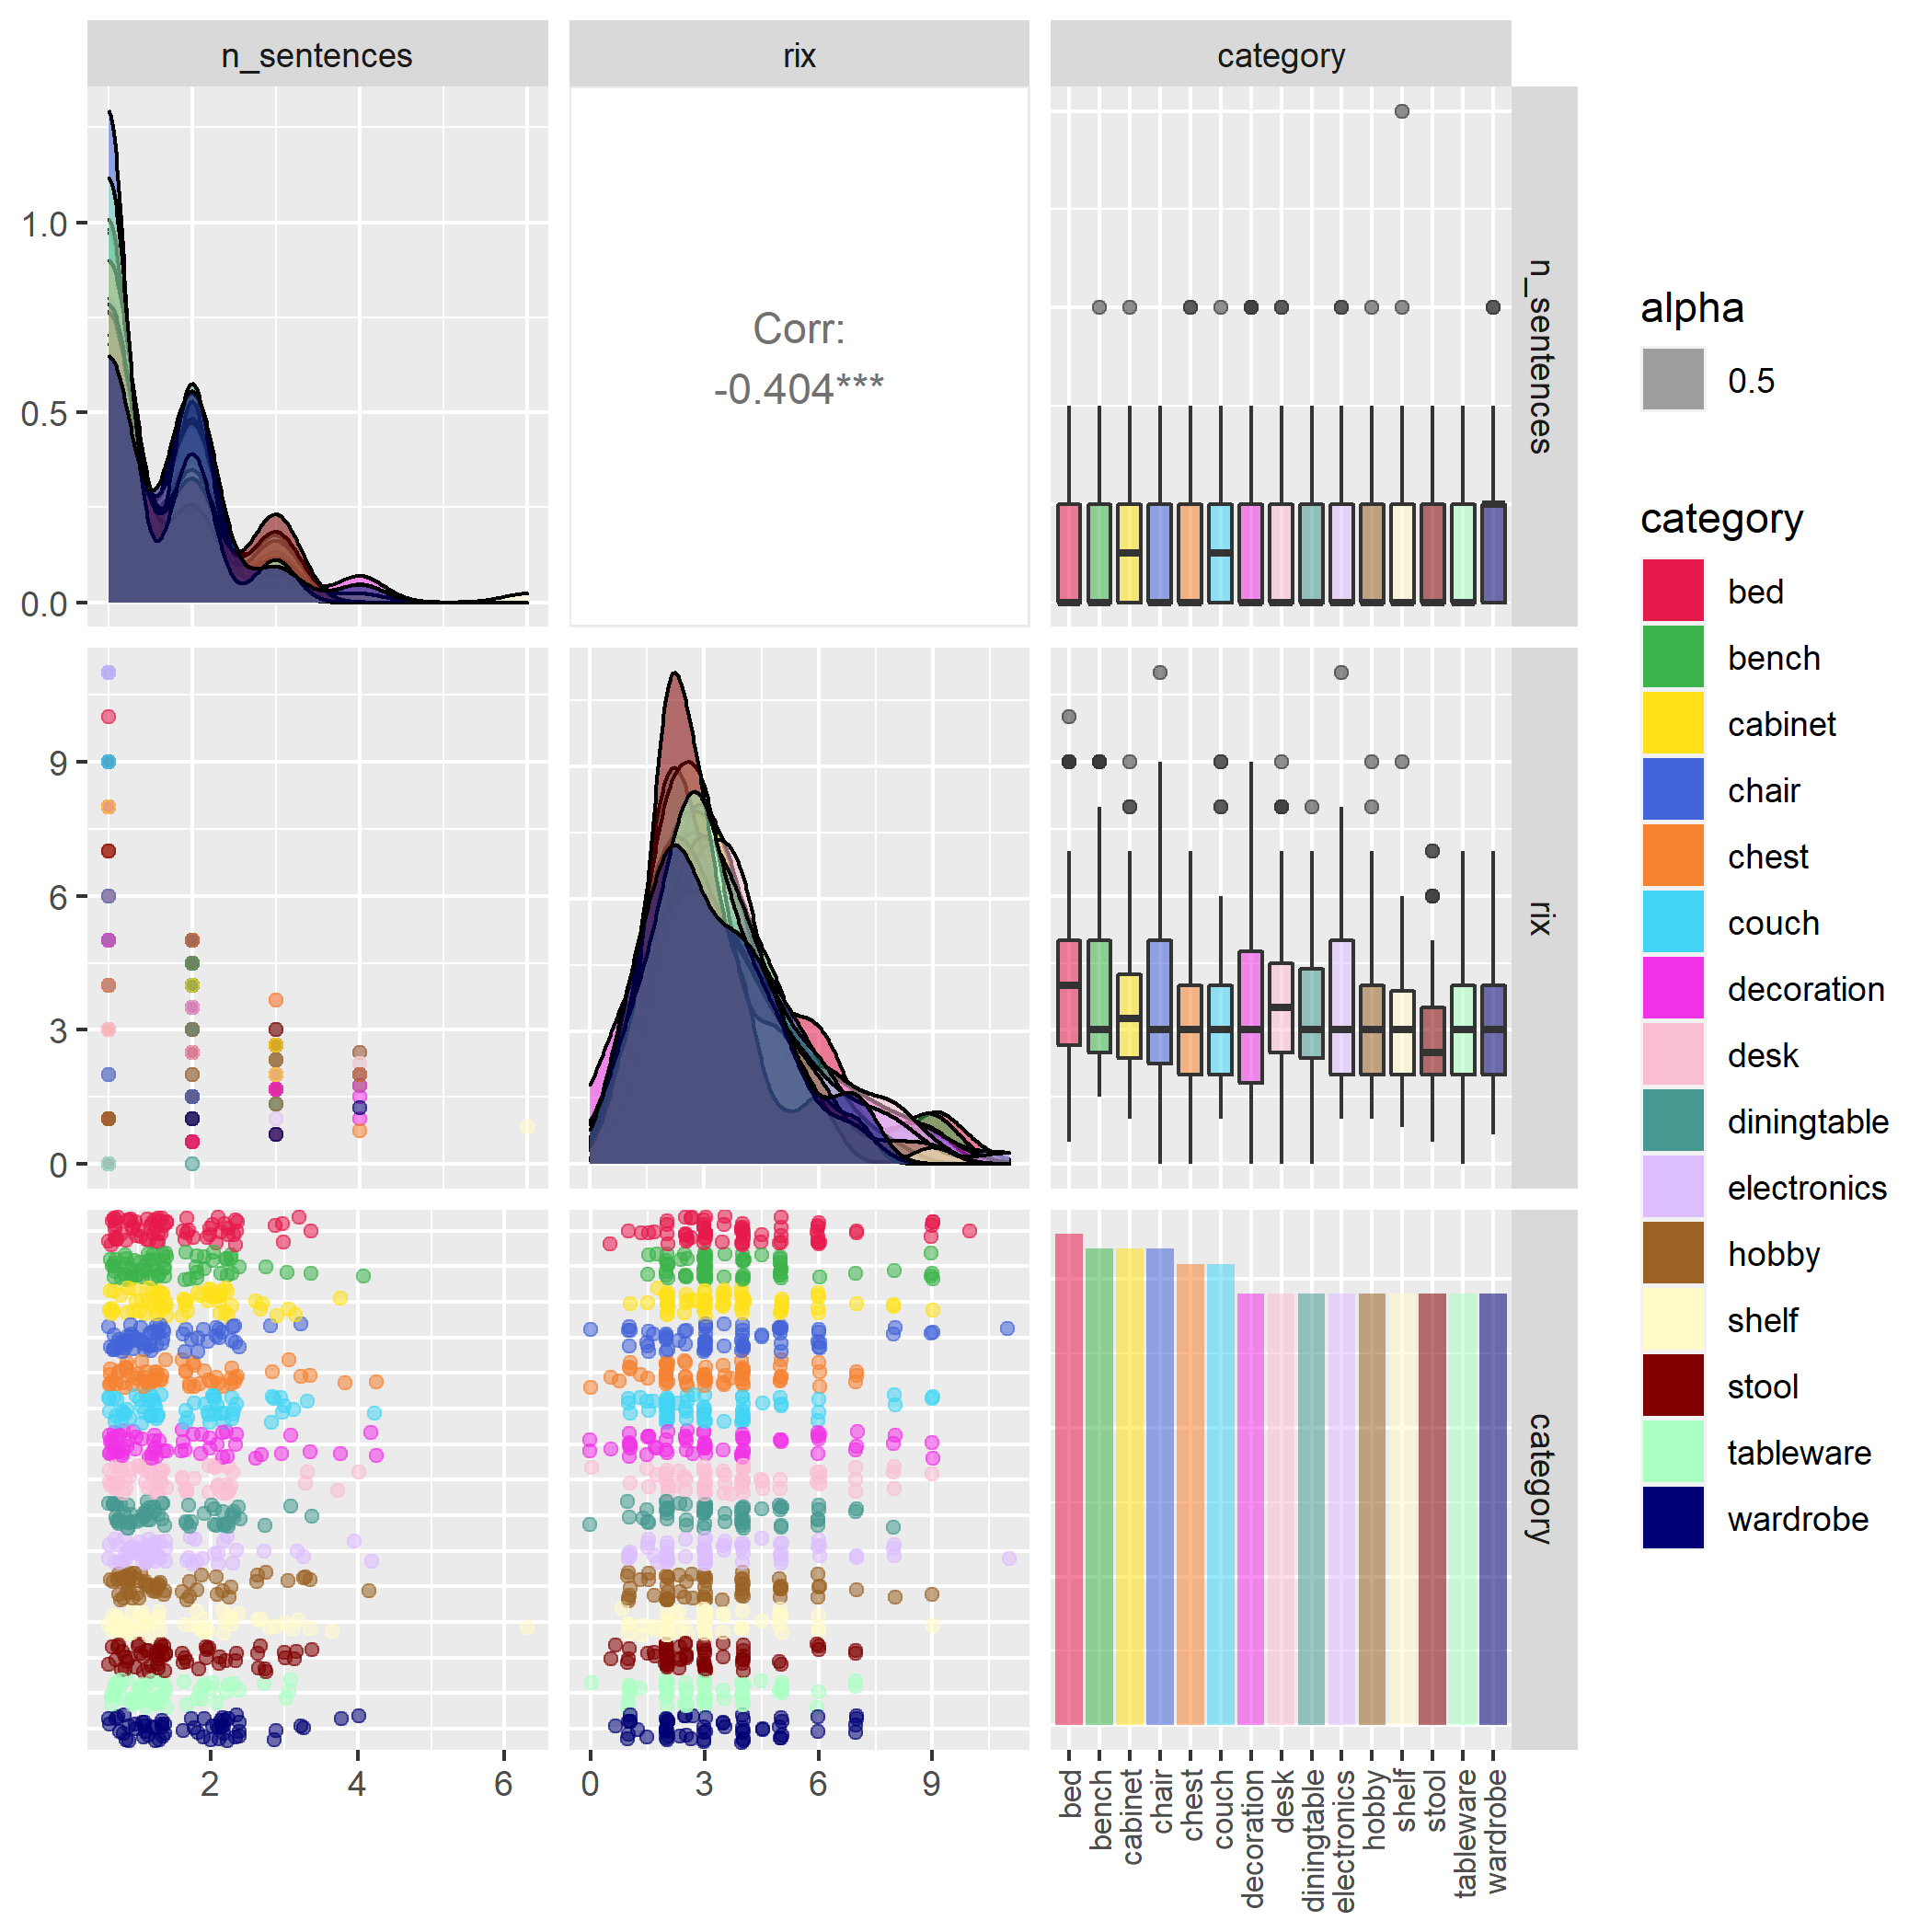 n_sentences
rix
category
1.0
0.5
0.0
Corr:
-0.404***
n_sentences
9
6
3
0
rix
category
2
4
6
0
3
6
9
bed
bench
cabinet
chair
chest
couch
decoration
desk
diningtable
electronics
hobby
shelf
stool
tableware
wardrobe
alpha
0.5
category
bed
bench
cabinet
chair
chest
couch
decoration
desk
diningtable
electronics
hobby
shelf
stool
tableware
wardrobe